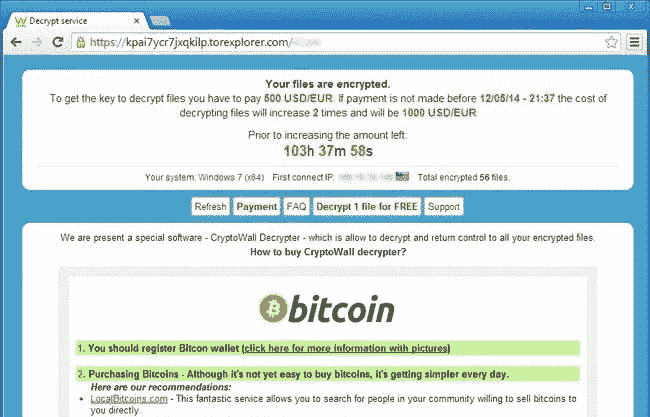 Decrypt service
https://kpai7ycr7jxqkilp.torexplorer.com/
Your files are encrypted.
To get the key to decrypt files you have to pay 500 USD/EUR. If payment is not made before 12/05/14 - 21:37 the cost of
decrypting files will increase 2 times and will be 1000 USD/EUR
Prior to increasing the amount left:
103h 37m 58s
Your system: Windows 7 (x64) First connect IP: Total encrypted 56 files.
Refresh Payment FAQ Decrypt 1 file for FREE Support
We are present a special software - CryptoWall Decrypter - which is allow to decrypt and return control to all your encrypted files.
How to buy CryptoWall decrypter?
bitcoin
1. You should register Bitcon wallet (click here for more information with pictures)
2. Purchasing Bitcoins - Although it's not yet easy to buy bitcoins, it's getting simpler every day.
Here are our recommendations:
• LocalBitcoins.com - This fantastic service allows you to search for people in your community willing to sell bitcoins to
you directly.